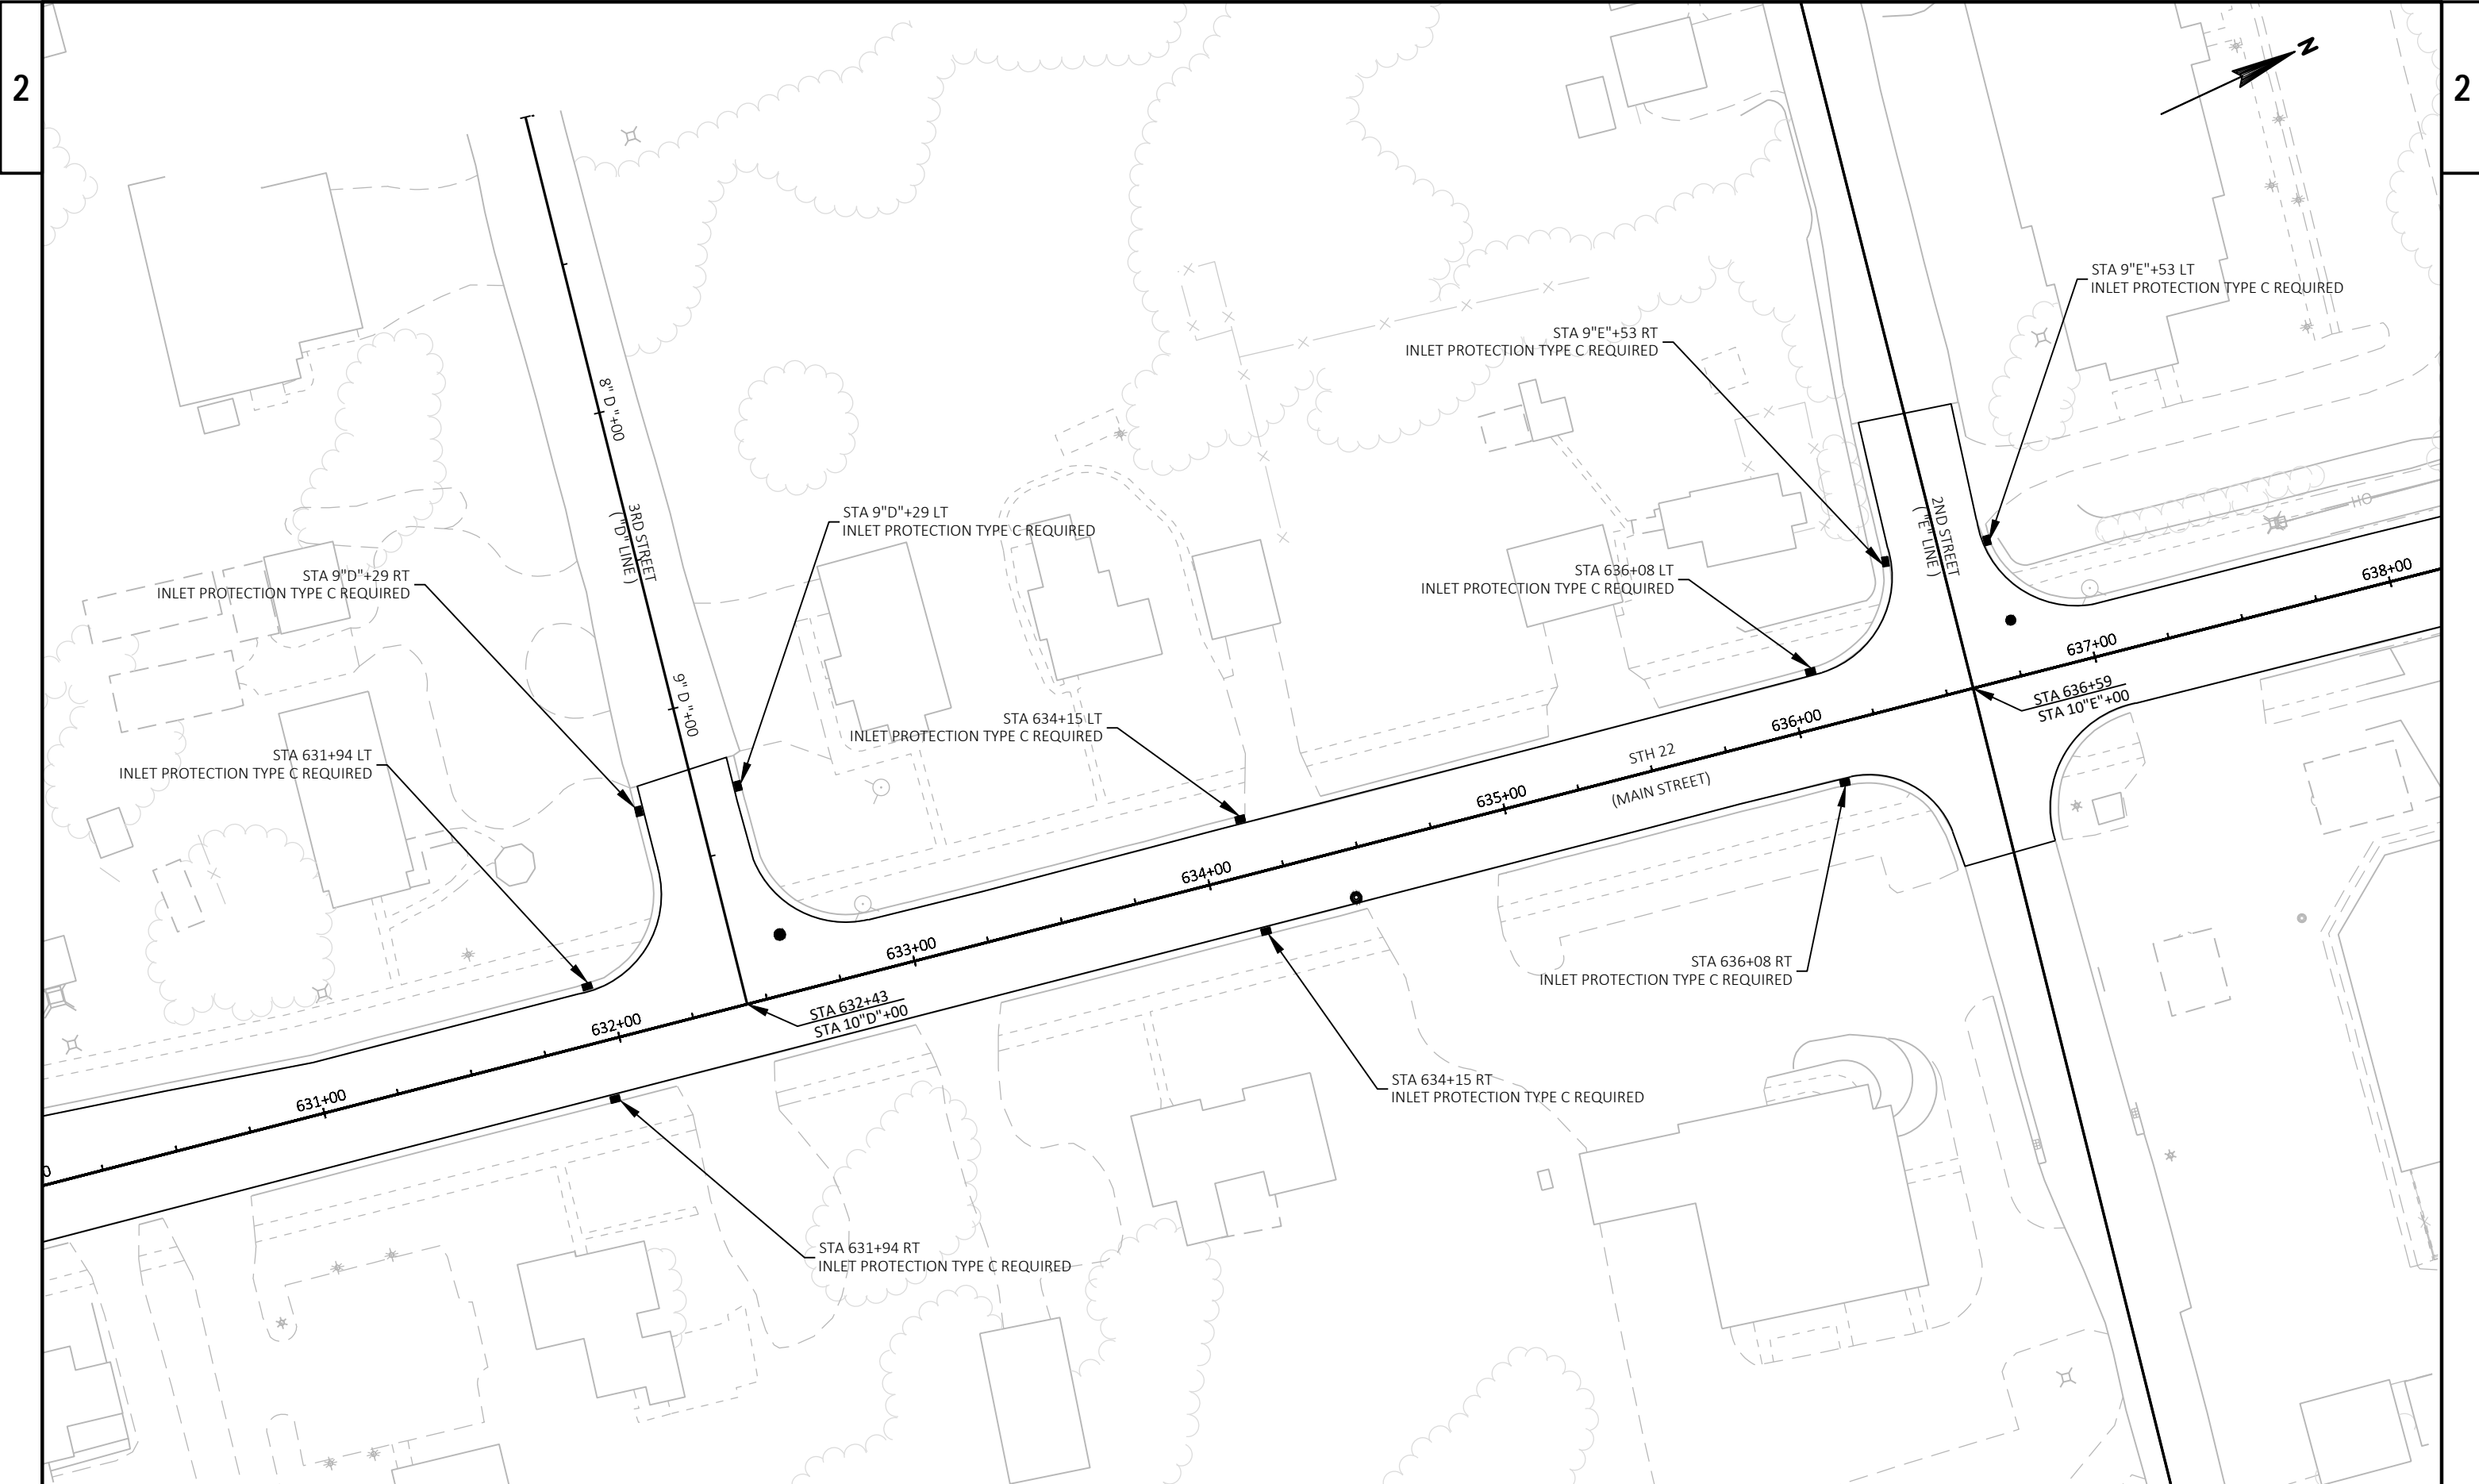 2
2
N
STA 9"E"+53 LT
INLET PROTECTION TYPE C REQUIRED
STA 9"E"+53 RT
INLET PROTECTION TYPE C REQUIRED
8"D"+00
3RD STREET
("D" LINE)
STA 9"D"+29 LT
INLET PROTECTION TYPE C REQUIRED
2ND STREET
("E" LINE)
OH
STA 9"D"+29 RT
INLET PROTECTION TYPE C REQUIRED
STA 636+08 LT
INLET PROTECTION TYPE C REQUIRED
638+00
637+00
9"D"+00
STA 634+15 LT
INLET PROTECTION TYPE C REQUIRED
STA 636+59
STA 10"E"+00
636+00
STA 631+94 LT
INLET PROTECTION TYPE C REQUIRED
STH 22
(MAIN STREET)
635+00
634+00
633+00
STA 636+08 RT
INLET PROTECTION TYPE C REQUIRED
STA 632+43
STA 10"D"+00
632+00
631+00
STA 634+15 RT
INLET PROTECTION TYPE C REQUIRED
0
STA 631+94 RT
INLET PROTECTION TYPE C REQUIRED